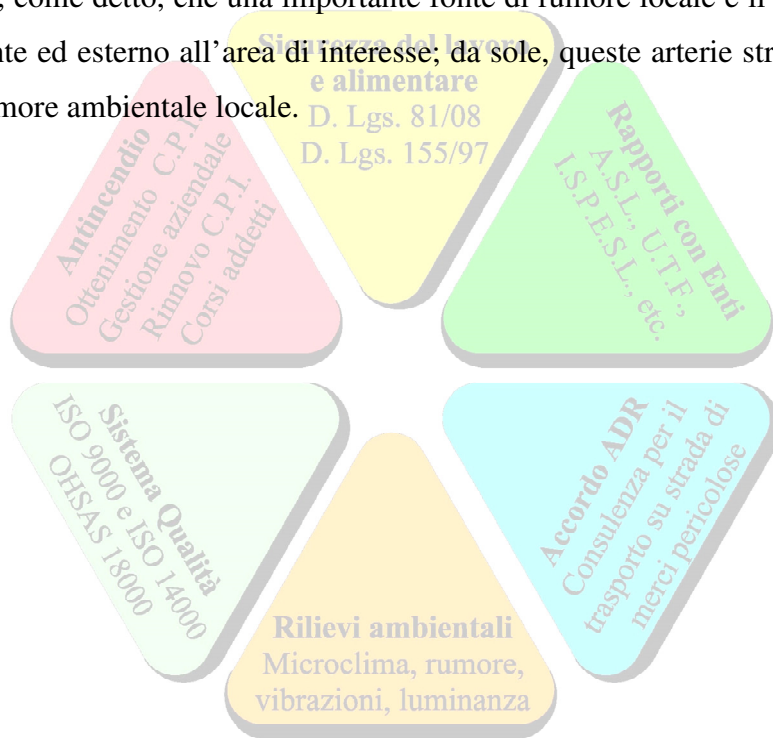 , come detto, che una importante fonte di rumore locale è il
nte ed esterno all’area di interesse; da sole, queste arterie str
more ambientale locale.
Sicurezza del lavoro
e alimentare
D. Lgs. 81/08
D. Lgs. 155/97
Antincendio
Ottenimento C.P.I.
Gestione aziendale
Rinnovo C.P.I.
Corsi addetti
Rapporti con Enti
A.S.L., U.T.F.,
I.S.P.E.S.L., etc.
Sistema Qualità
ISO 9000 e ISO 14000
OHSAS 18000
Rilievi ambientali
Microclima, rumore,
vibrazioni, luminanza
Accordo ADR
Consulenza per il
trasporto su strada di
merci pericolose